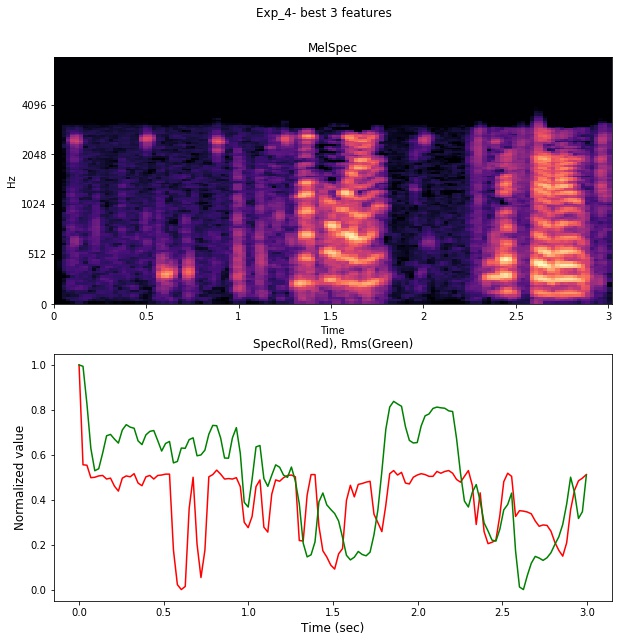 Exp_4- best 3 features
MelSpec
4096
2048
1024
512
0
Hz
0 0.5 1 1.5 2 2.5 3
Time
SpecRol(Red), Rms(Green)
1.0
0.8
0.6
0.4
0.2
0.0
Normalized value
0.0 0.5 1.0 1.5 2.0 2.5 3.0
Time (sec)